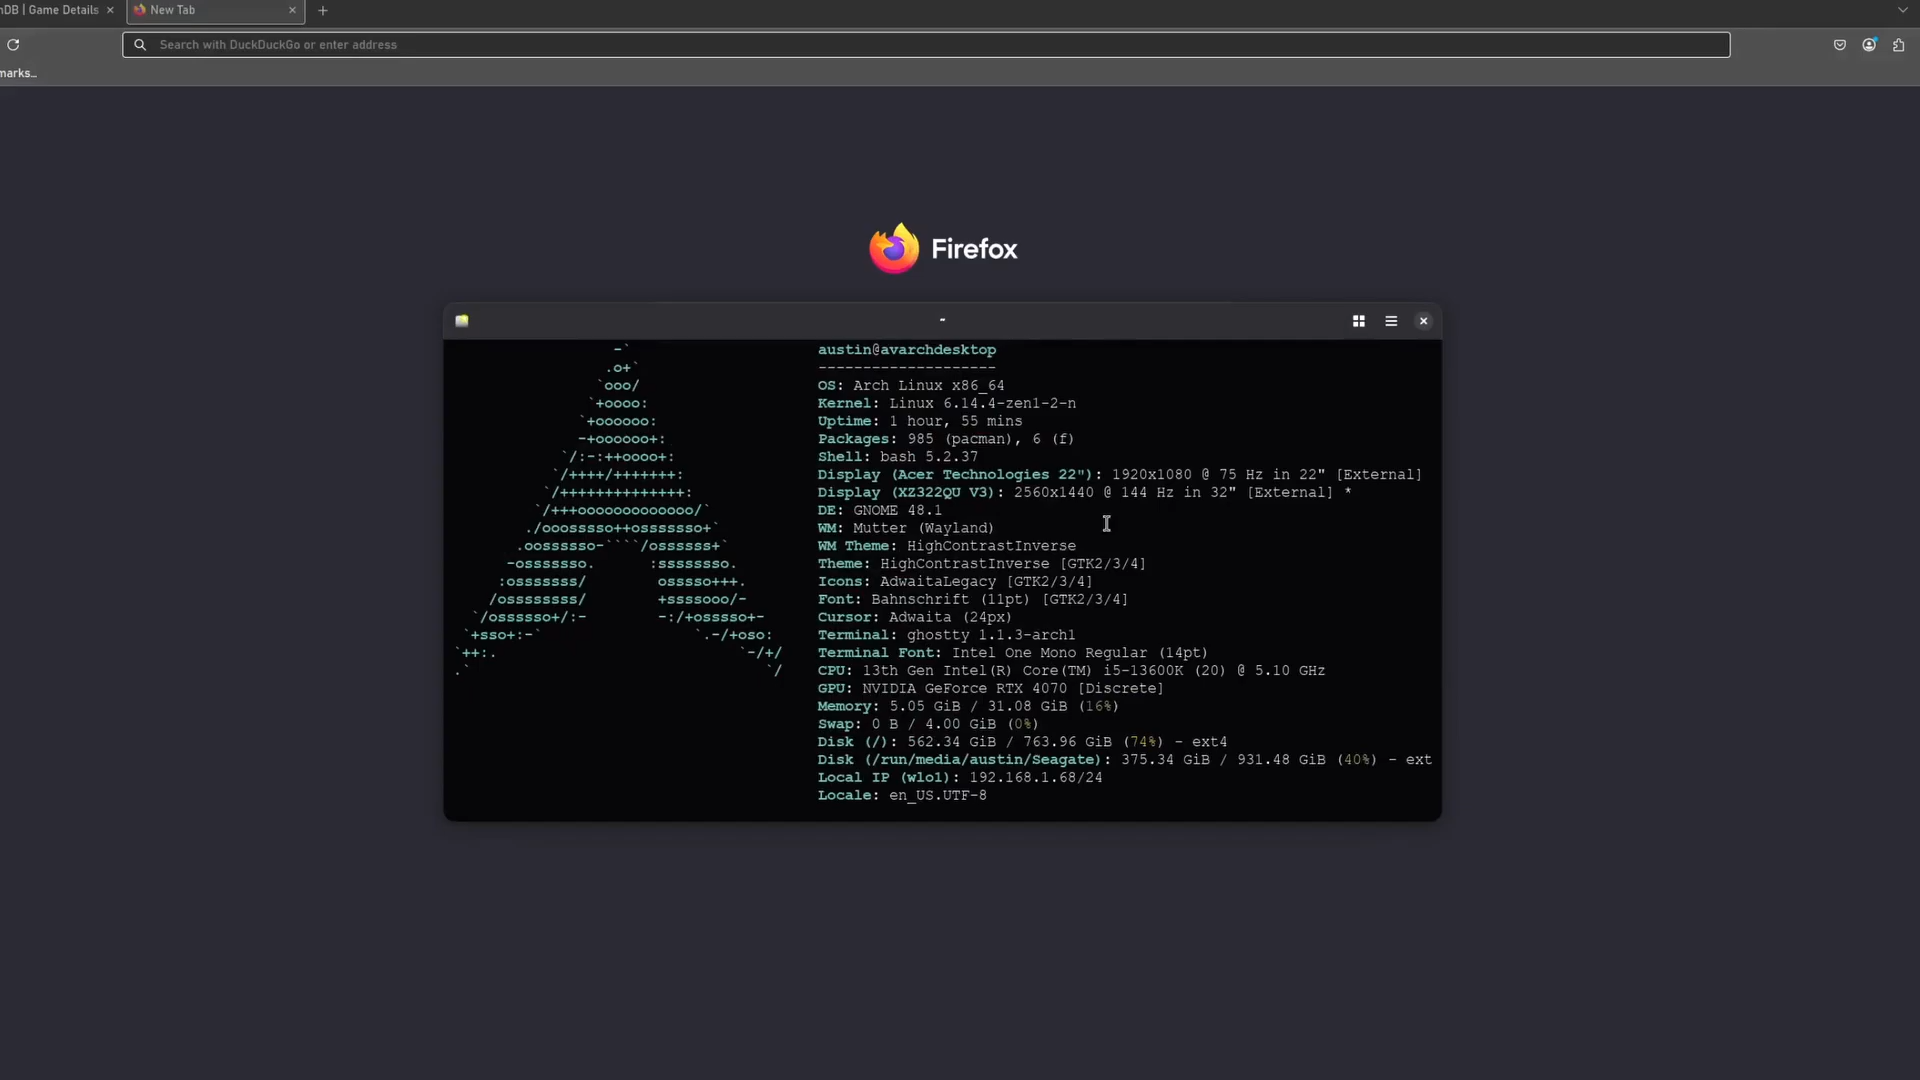 nDB | Game Details
New Tab
Search with DuckDuckGo or enter address
marks...
Firefox
~
austin@avarchdesktop
--------------------
OS: Arch Linux x86_64
Kernel: Linux 6.14.4-zen1-2-n
Uptime: 1 hour, 55 mins
Packages: 985 (pacman), 6 (f)
Shell: bash 5.2.37
Display (Acer Technologies 22"): 1920x1080 @ 75 Hz in 22" [External]
Display (XZ322QU V3): 2560x1440 @ 144 Hz in 32" [External] *
DE: GNOME 48.1
WM: Mutter (Wayland)
WM Theme: HighContrastInverse
Theme: HighContrastInverse [GTK2/3/4]
Icons: AdwaitaLegacy [GTK2/3/4]
Font: Bahnschrift (11pt) [GTK2/3/4]
Cursor: Adwaita (24px)
Terminal: ghostty 1.1.3-arch1
Terminal Font: Intel One Mono Regular (14pt)
CPU: 13th Gen Intel(R) Core(TM) i5-13600K (20) @ 5.10 GHz
GPU: NVIDIA GeForce RTX 4070 [Discrete]
Memory: 5.05 GiB / 31.08 GiB (16%)
Swap: 0 B / 4.00 GiB (0%)
Disk (/): 562.34 GiB / 763.96 GiB (74%) - ext4
Disk (/run/media/austin/Seagate): 375.34 GiB / 931.48 GiB (40%) - ext
Local IP (wlo1): 192.168.1.68/24
Locale: en_US.UTF-8